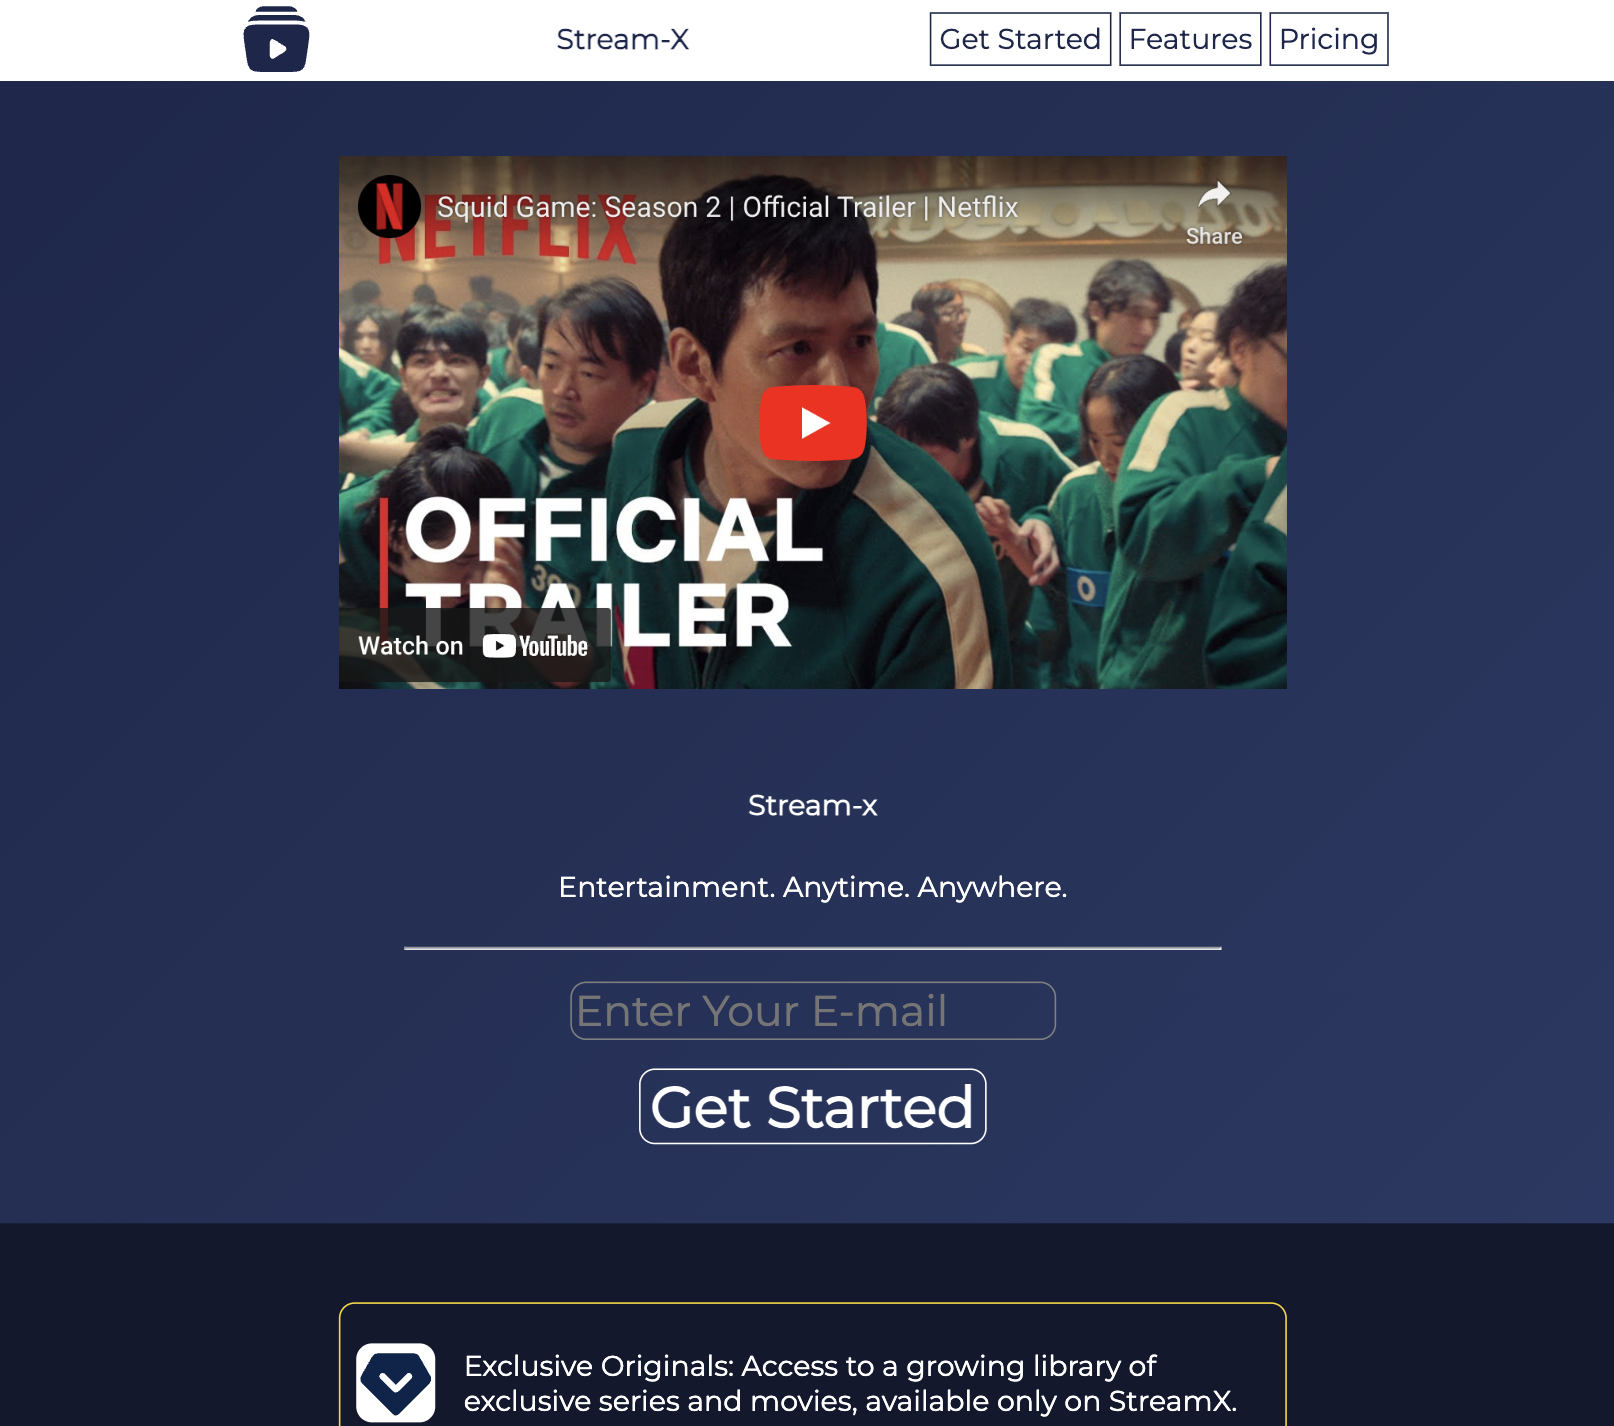 Stream-X
Get Started
Features
Pricing
NETFLIX
Squid Game: Season 2 | Official Trailer | Netflix
Share
OFFICIAL
TRAILER
Watch on YouTube
Stream-x
Entertainment. Anytime. Anywhere.
Enter Your E-mail
Get Started
Exclusive Originals: Access to a growing library of
exclusive series and movies, available only on StreamX.